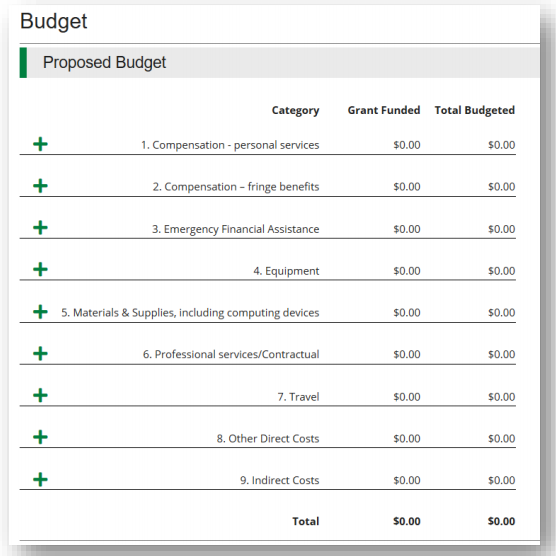 Budget
Proposed Budget
Category Grant Funded Total Budgeted
1. Compensation - personal services $0.00 $0.00
2. Compensation – fringe benefits $0.00 $0.00
3. Emergency Financial Assistance $0.00 $0.00
4. Equipment $0.00 $0.00
5. Materials & Supplies, including computing devices $0.00 $0.00
6. Professional services/Contractual $0.00 $0.00
7. Travel $0.00 $0.00
8. Other Direct Costs $0.00 $0.00
9. Indirect Costs $0.00 $0.00
Total $0.00 $0.00